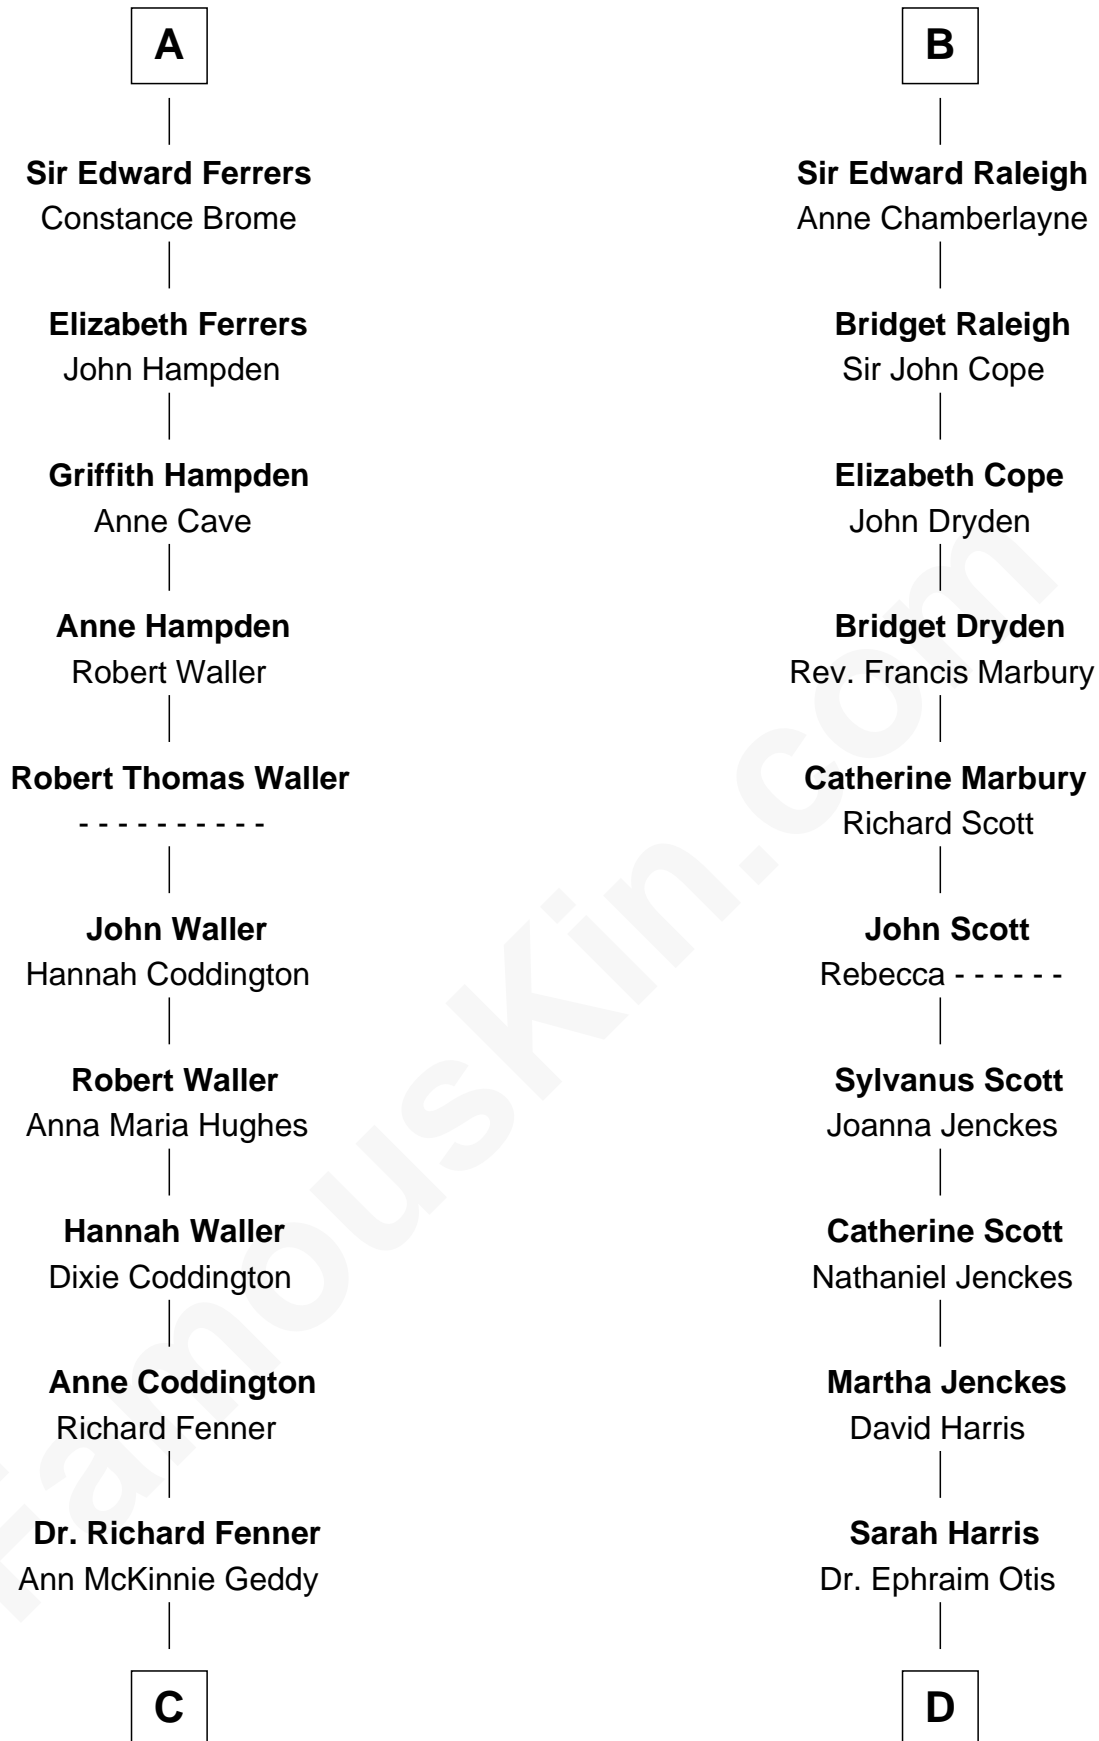 A
Sir Edward Ferrers
Constance Brome
Elizabeth Ferrers
John Hampden
Griffith Hampden
Anne Cave
Anne Hampden
Robert Waller
Robert Thomas Waller
- - - - - - - - - -
John Waller
Hannah Coddington
Robert Waller
Anna Maria Hughes
Hannah Waller
Dixie Coddington
Anne Coddington
Richard Fenner
Dr. Richard Fenner
Ann McKinnie Geddy
C
B
Sir Edward Raleigh
Anne Chamberlayne
Bridget Raleigh
Sir John Cope
Elizabeth Cope
John Dryden
Bridget Dryden
Rev. Francis Marbury
Catherine Marbury
Richard Scott
John Scott
Rebecca - - - - - -
Sylvanus Scott
Joanna Jenckes
Catherine Scott
Nathaniel Jenckes
Martha Jenckes
David Harris
Sarah Harris
Dr. Ephraim Otis
D
FamousKin.com